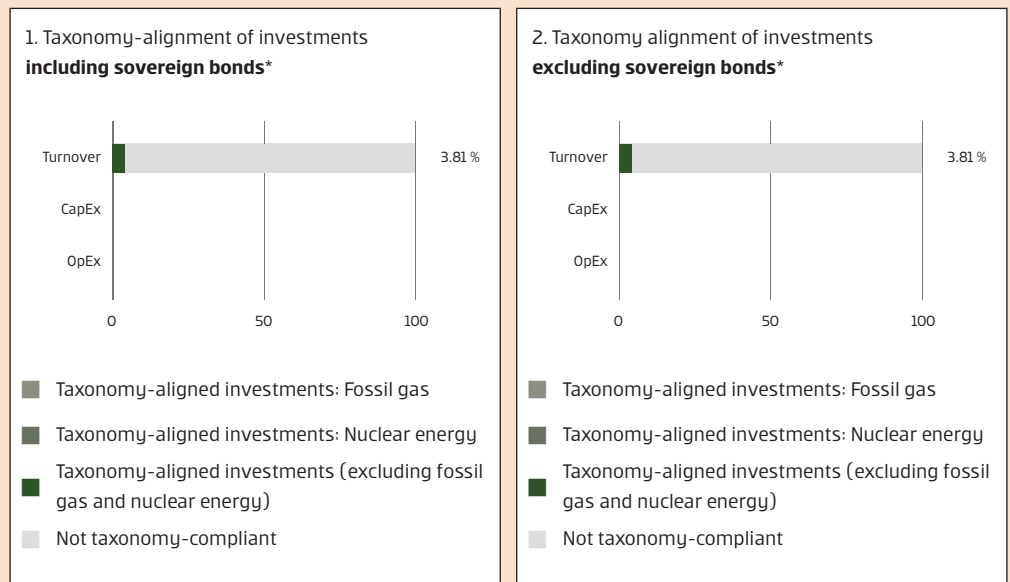 1. Taxonomy-alignment of investments
including sovereign bonds*
Turnover
3.81 %
CapEx
OpEx
0 50 100
Taxonomy-aligned investments: Fossil gas
Taxonomy-aligned investments: Nuclear energy
Taxonomy-aligned investments (excluding fossil
gas and nuclear energy)
Not taxonomy-compliant
2. Taxonomy alignment of investments
excluding sovereign bonds*
Turnover
3.81 %
CapEx
OpEx
0 50 100
Taxonomy-aligned investments: Fossil gas
Taxonomy-aligned investments: Nuclear energy
Taxonomy-aligned investments (excluding fossil
gas and nuclear energy)
Not taxonomy-compliant